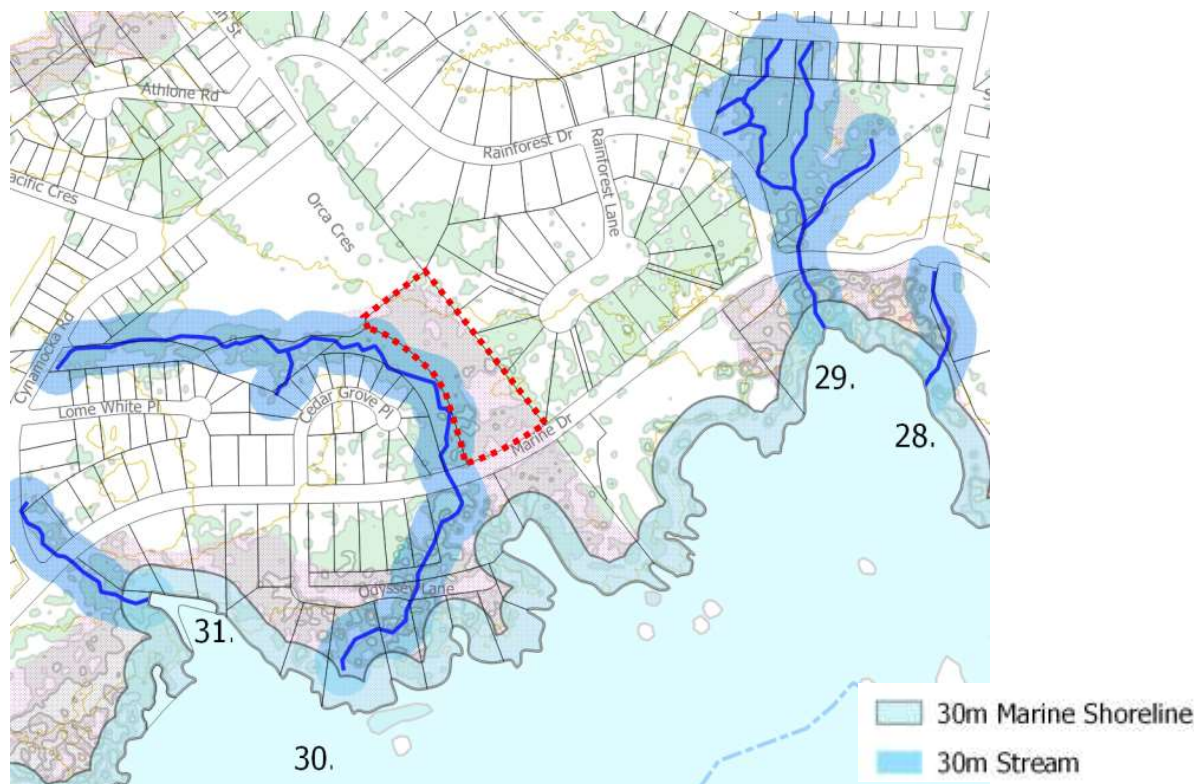 Athlone Rd
Rainforest Dr
Rainforest Lane
acific Cres
Orca Cres
Cynamocka Rd
Lorne White Pl
Cedar Grove Pl
Marine Dr
29.
28.
Odyssey Lane
31.
30.
30m Marine Shoreline
30m Stream